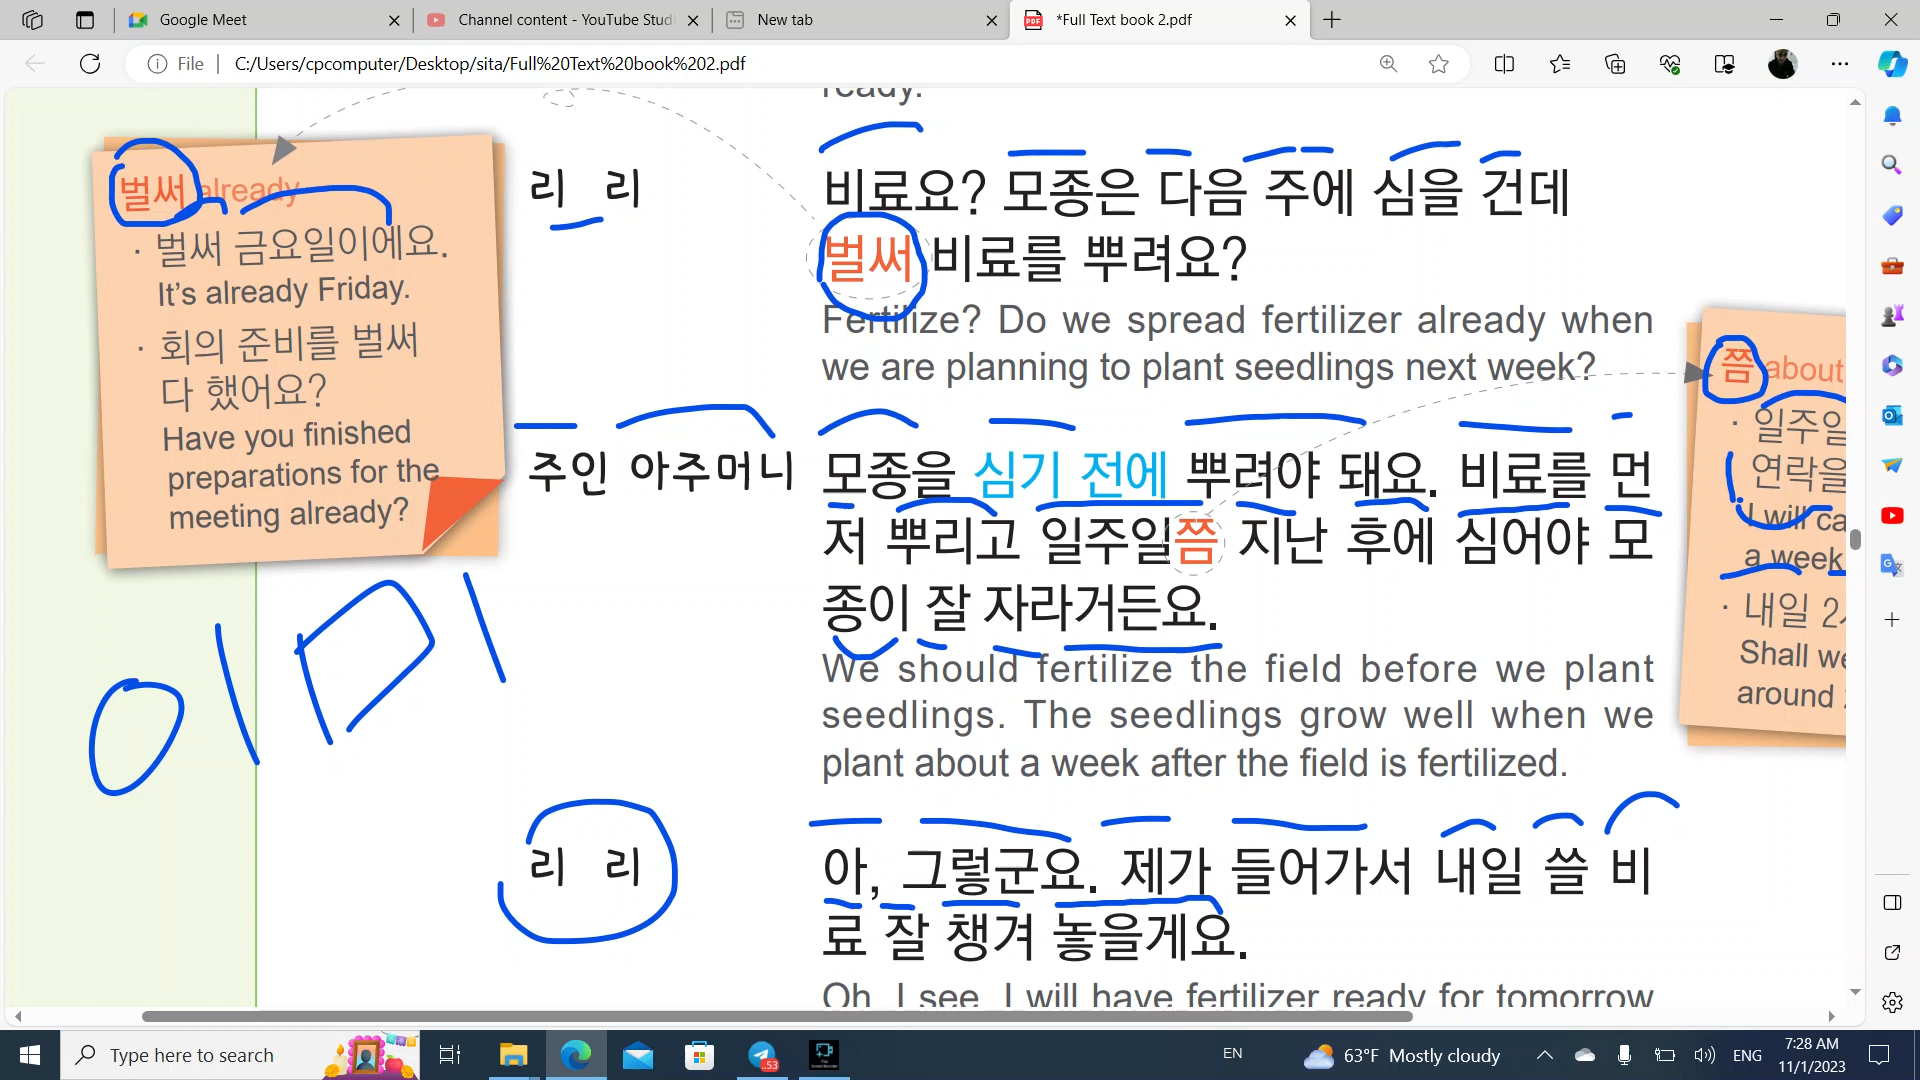 Google Meet
Channel content - YouTube Stud
New tab
*Full Text book 2.pdf
File
C:/Users/cpcomputer/Desktop/sita/Full%20Text%20book%202.pdf
ready.
벌써 already
· 벌써 금요일이에요.
It's already Friday.
· 회의 준비를 벌써
다 했어요?
Have you finished
preparations for the
meeting already?
이미
리 리
비료요? 모종은 다음 주에 심을 건데
벌써 비료를 뿌려요?
Fertilize? Do we spread fertilizer already when
we are planning to plant seedlings next week?
주인 아주머니
모종을 심기 전에 뿌려야 돼요. 비료를 먼
저 뿌리고 일주일쯤 지난 후에 심어야 모
종이 잘 자라거든요.
We should fertilize the field before we plant
seedlings. The seedlings grow well when we
plant about a week after the field is fertilized.
리 리
아, 그렇군요. 제가 들어가서 내일 쓸 비
료 잘 챙겨 놓을게요.
Oh, I see. I will have fertilizer ready for tomorrow
쯤 about
· 일주일
연락을
I will ca
a week
· 내일 2
Shall we
around
Type here to search
.53
EN
63°F Mostly cloudy
ENG
7:28 AM
11/1/2023